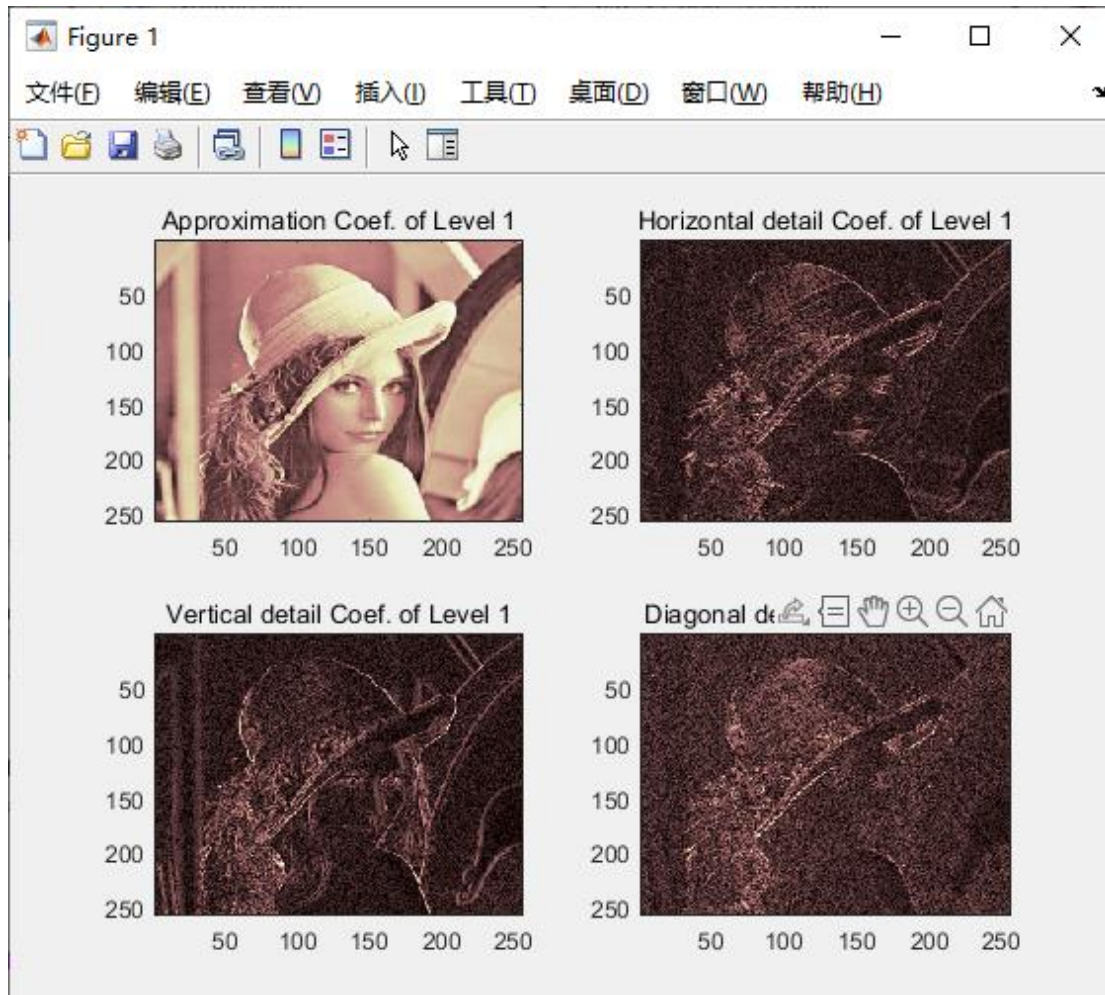 Figure 1
文件(F) 编辑(E) 查看(V) 插入(I) 工具(T) 桌面(D) 窗口(W) 帮助(H)
Approximation Coef. of Level 1
50
100
150
200
250
50 100 150 200 250
Horizontal detail Coef. of Level 1
50
100
150
200
250
50 100 150 200 250
Vertical detail Coef. of Level 1
50
100
150
200
250
50 100 150 200 250
Diagonal
50
100
150
200
250
50 100 150 200 250